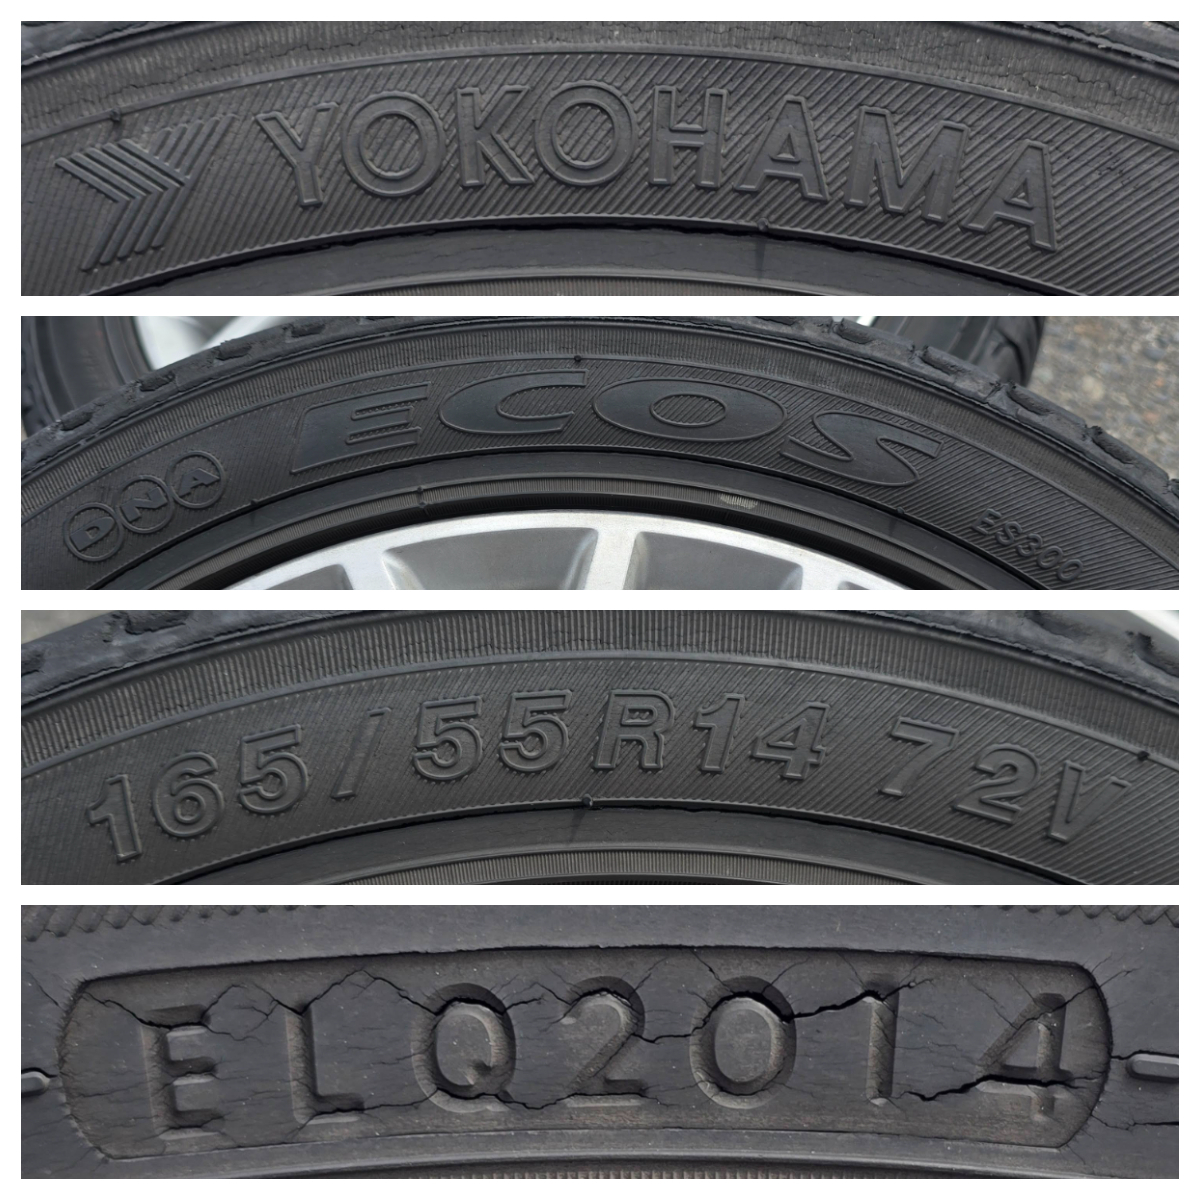 YOKOHAMA
DNA ECOS ES300
165/55R14 72V
ELQ2014